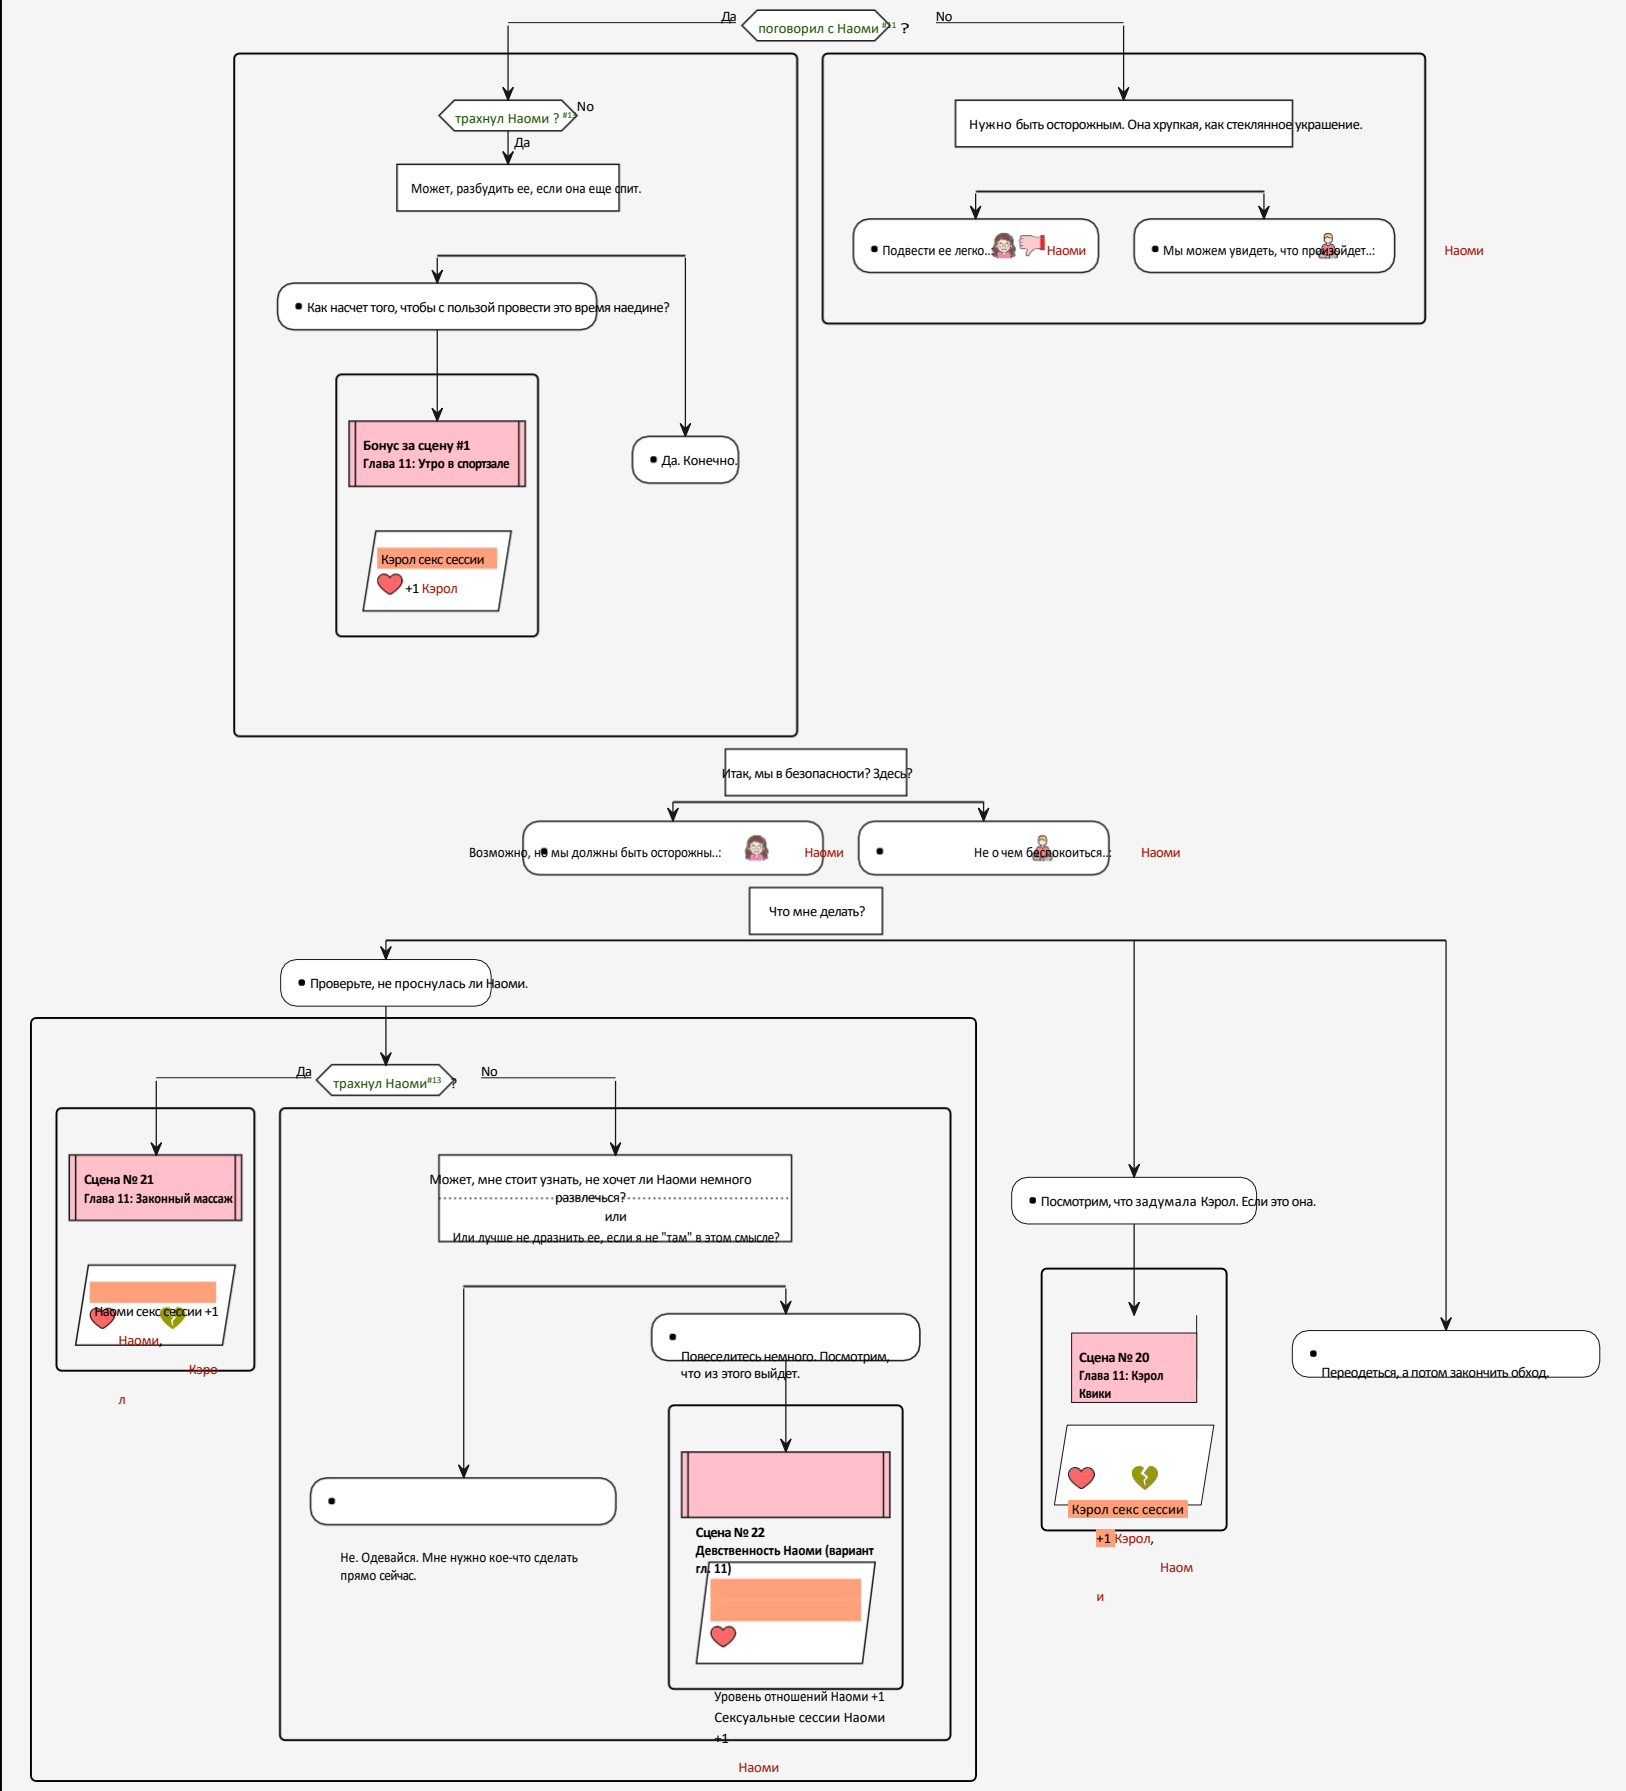 Да
поговорил с Наоми #11 ?
No
трахнул Наоми ? #13
No
Да
Может, разбудить ее, если она еще спит.
Как насчет того, чтобы с пользой провести это время наедине?
Бонус за сцену #1
Глава 11: Утро в спортзале
Кэрол секс сессии
+1 Кэрол
Да. Конечно.
Нужно быть осторожным. Она хрупкая, как стеклянное украшение.
Подвести ее легко..: Наоми
Мы можем увидеть, что произойдет..: Наоми
Итак, мы в безопасности? Здесь?
Возможно, но мы должны быть осторожны..: Наоми
Не о чем беспокоиться..: Наоми
Что мне делать?
Проверьте, не проснулась ли Наоми.
Да
трахнул Наоми#13 ?
No
Сцена № 21
Глава 11: Законный массаж
Наоми секс сессии +1
Наоми,
Кэро
л
Может, мне стоит узнать, не хочет ли Наоми немного
развлечься?
или
Или лучше не дразнить ее, если я не "там" в этом смысле?
Повеселитесь немного. Посмотрим,
что из этого выйдет.
Не. Одевайся. Мне нужно кое-что сделать
прямо сейчас.
Сцена № 22
Девственность Наоми (вариант
гл. 11)
Уровень отношений Наоми +1
Сексуальные сессии Наоми
+1
Наоми
Посмотрим, что задумала Кэрол. Если это она.
Сцена № 20
Глава 11: Кэрол
Квики
Кэрол секс сессии
+1 Кэрол,
Наом
и
Переодеться, а потом закончить обход.